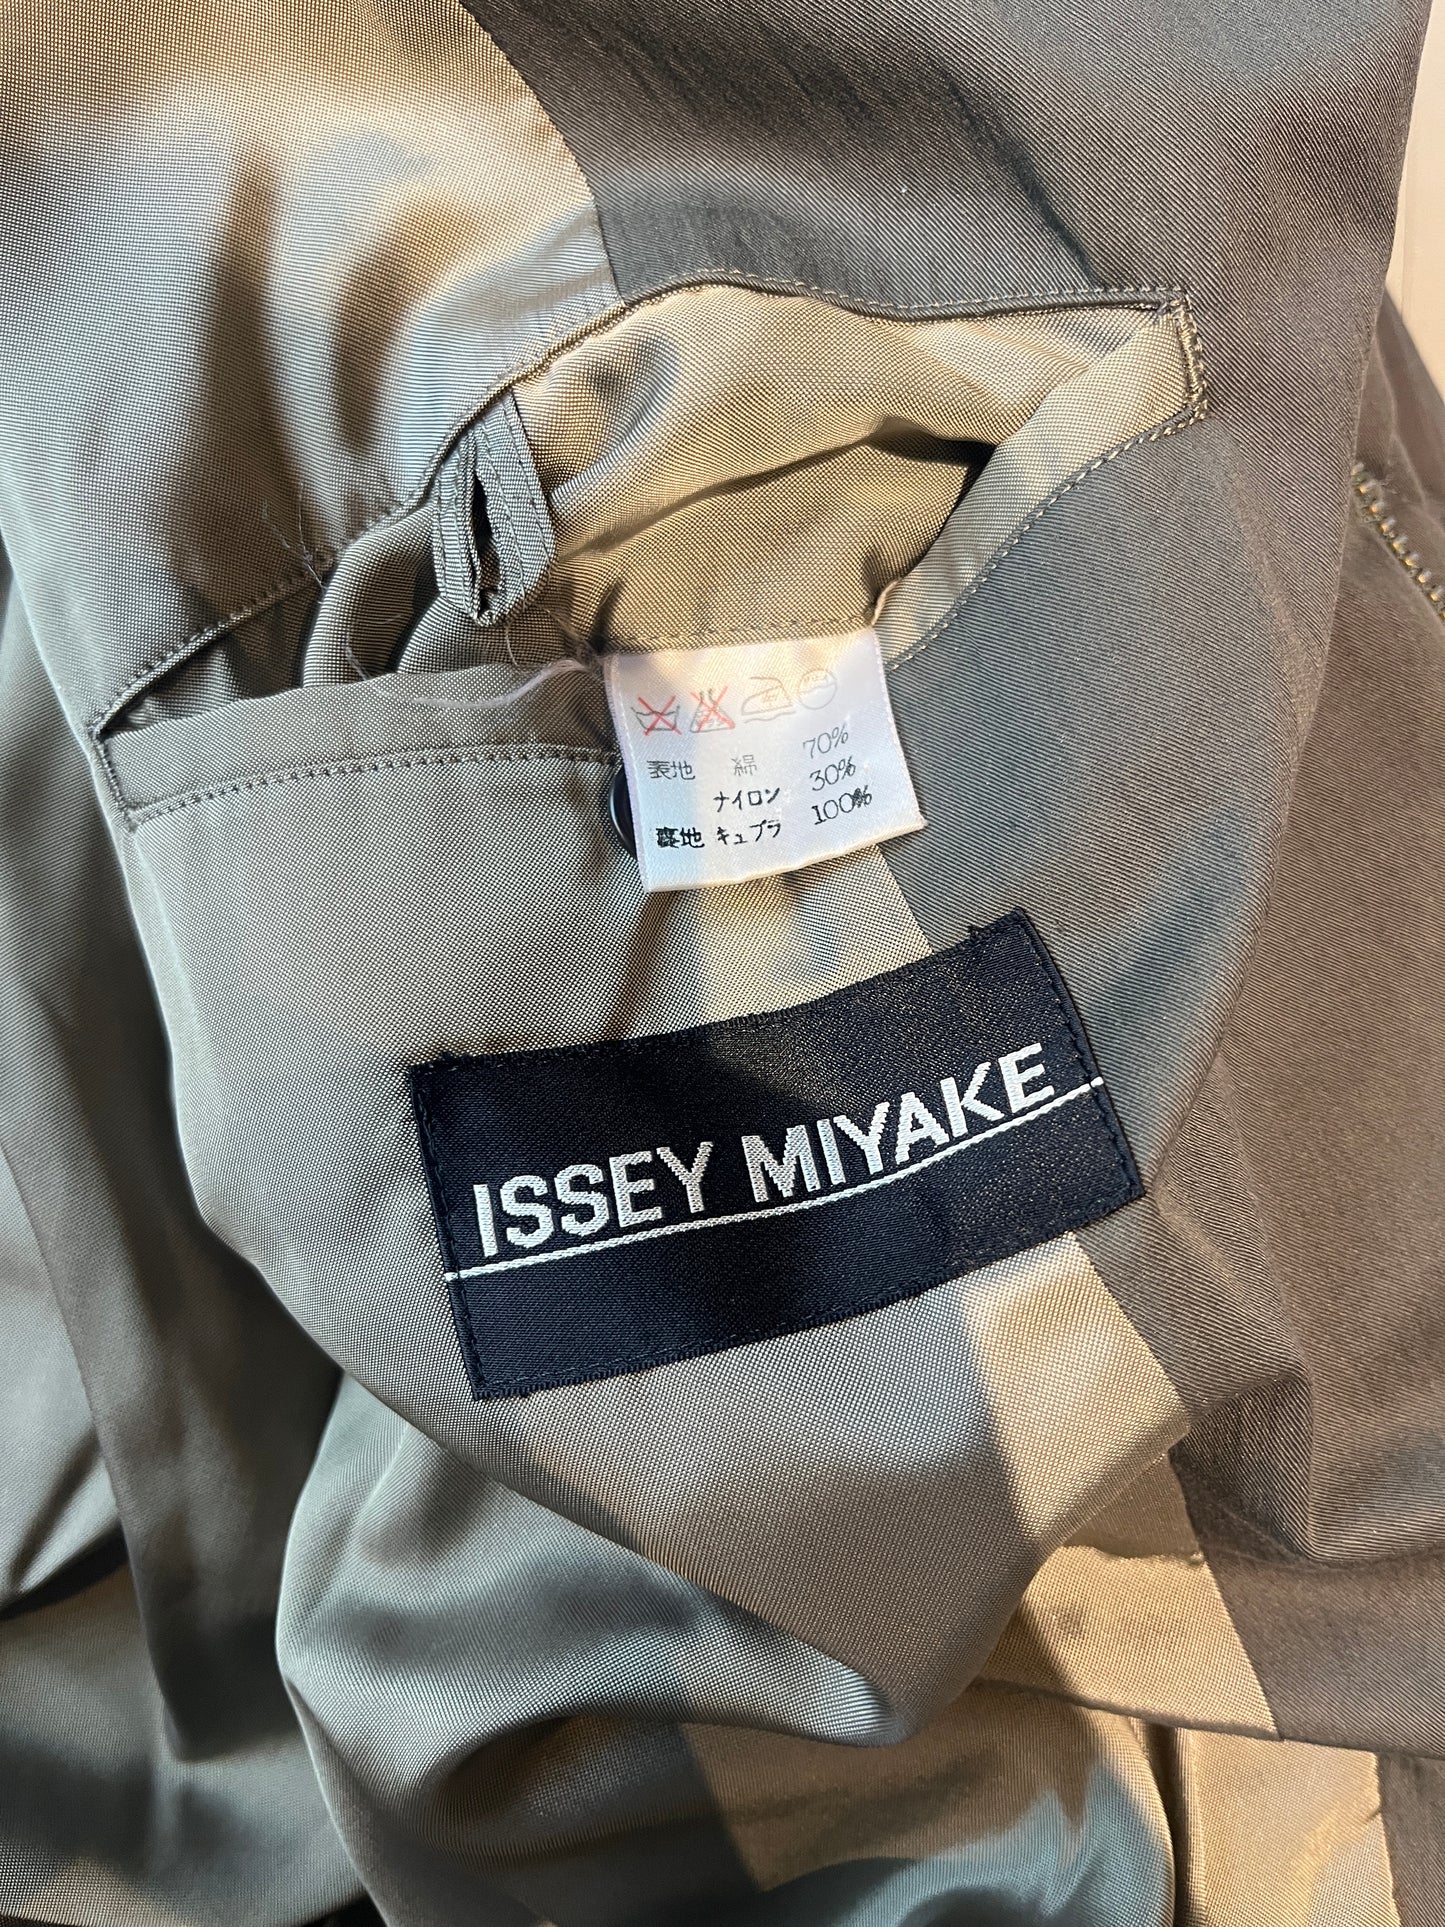 表地 綿 70%
ナイロン 30%
裏地 キュプラ 100%
ISSEY MIYAKE